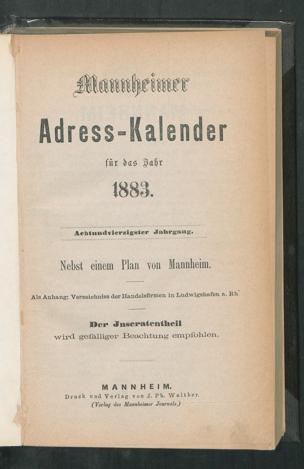 Mannheimer
Adress-Kalender
für das Jahr
1883.
Achtundvierzigster Jahrgang.
Nebst einem Plan von Mannheim.
Als Anhang: Verzeichniss der Handelsfirmen in Ludwigshafen a. Rh
Der Inseratentheil
wird gefälliger Beachtung empfohlen.
MANNHEIM.
Druck und Verlag von J. Ph. Walther.
(Verlag des Mannheimer Journals.)